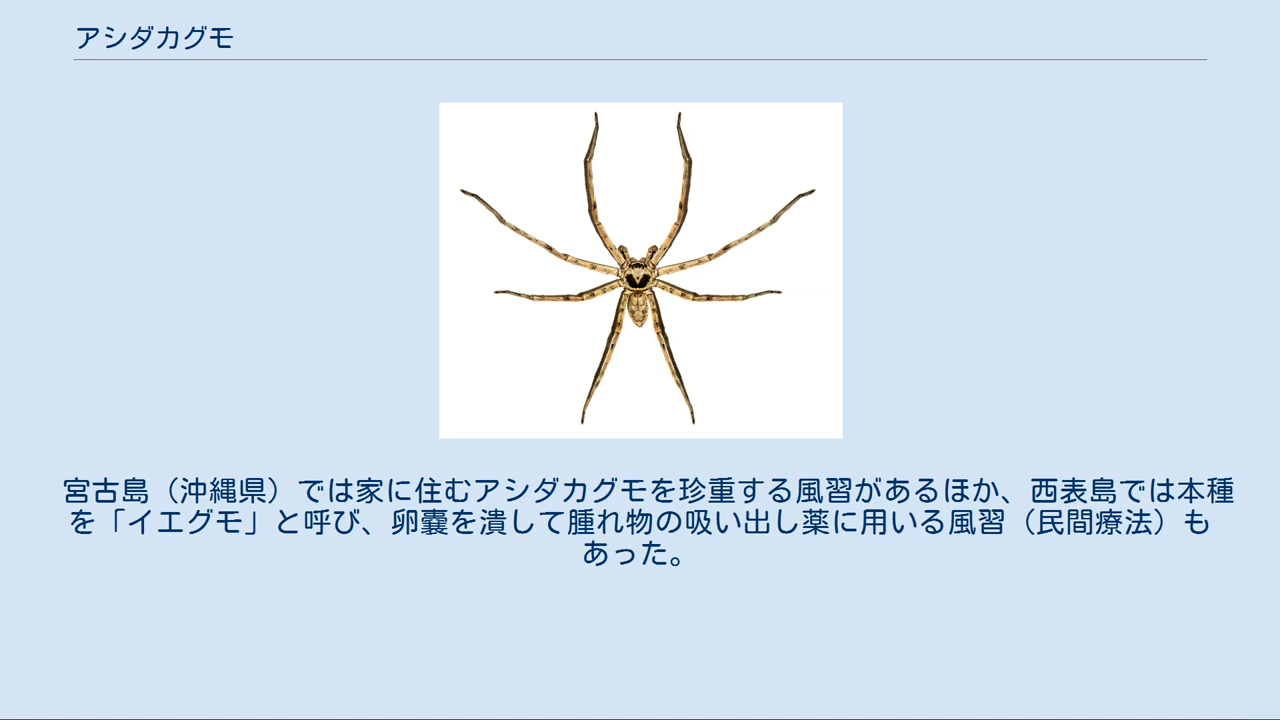 アシダカグモ
宮古島（沖縄県）では家に住むアシダカグモを珍重する風習があるほか、西表島では本種
を「イエグモ」と呼び、卵嚢を潰して腫れ物の吸い出し薬に用いる風習（民間療法）も
あった。